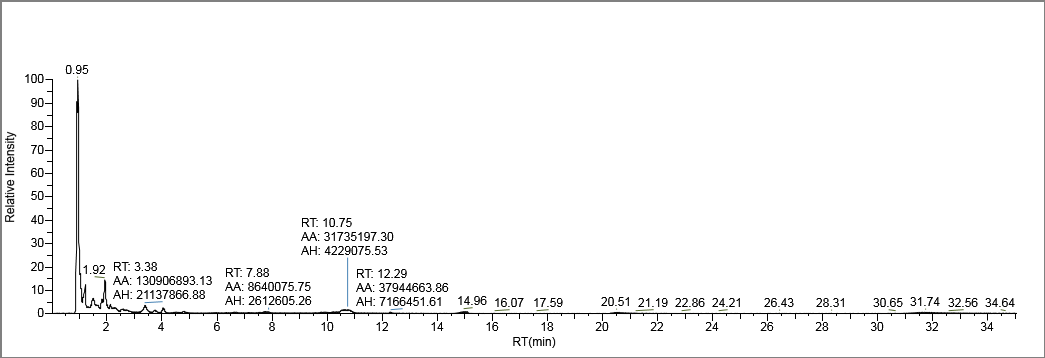 100
0.95
90
80
70
60
50
40
30
20
10
0
Relative Intensity
1.92
RT: 3.38
AA: 130906893.13
AH: 21137866.88
RT: 7.88
AA: 8640075.75
AH: 2612605.26
RT: 10.75
AA: 31735197.30
AH: 4229075.53
RT: 12.29
AA: 37944663.86
AH: 7166451.61
14.96 16.07 17.59 20.51 21.19 22.86 24.21 26.43 28.31 30.65 31.74 32.56 34.64
2 4 6 8 10 12 14 16 18 20 22 24 26 28 30 32 34
RT(min)